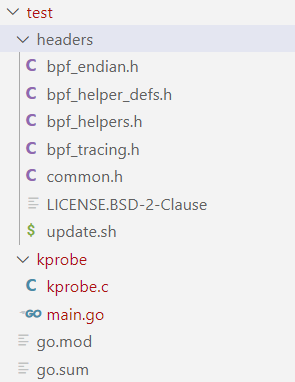 test
headers
C bpf_endian.h
C bpf_helper_defs.h
C bpf_helpers.h
C bpf_tracing.h
C common.h
LICENSE.BSD-2-Clause
$ update.sh
kprobe
C kprobe.c
GO main.go
go.mod
go.sum